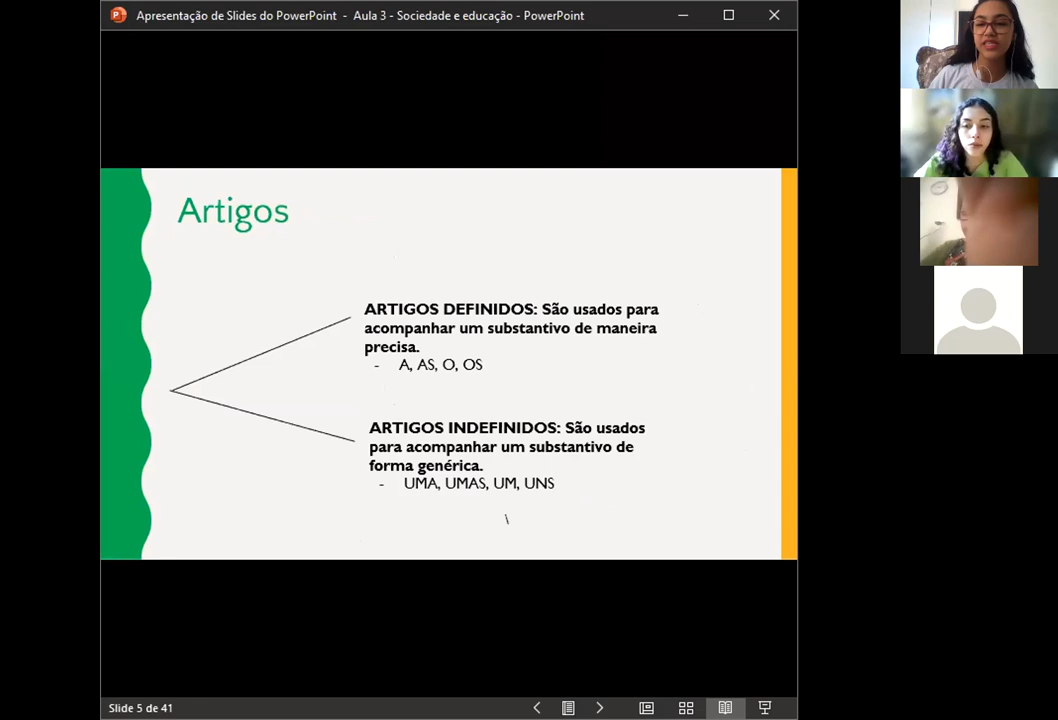 Apresentação de Slides do PowerPoint - Aula 3 - Sociedade e educação - PowerPoint
Artigos
ARTIGOS DEFINIDOS: São usados para
acompanhar um substantivo de maneira
precisa.
- A, AS, O, OS
ARTIGOS INDEFINIDOS: São usados
para acompanhar um substantivo de
forma genérica.
- UMA, UMAS, UM, UNS
\
Slide 5 de 41